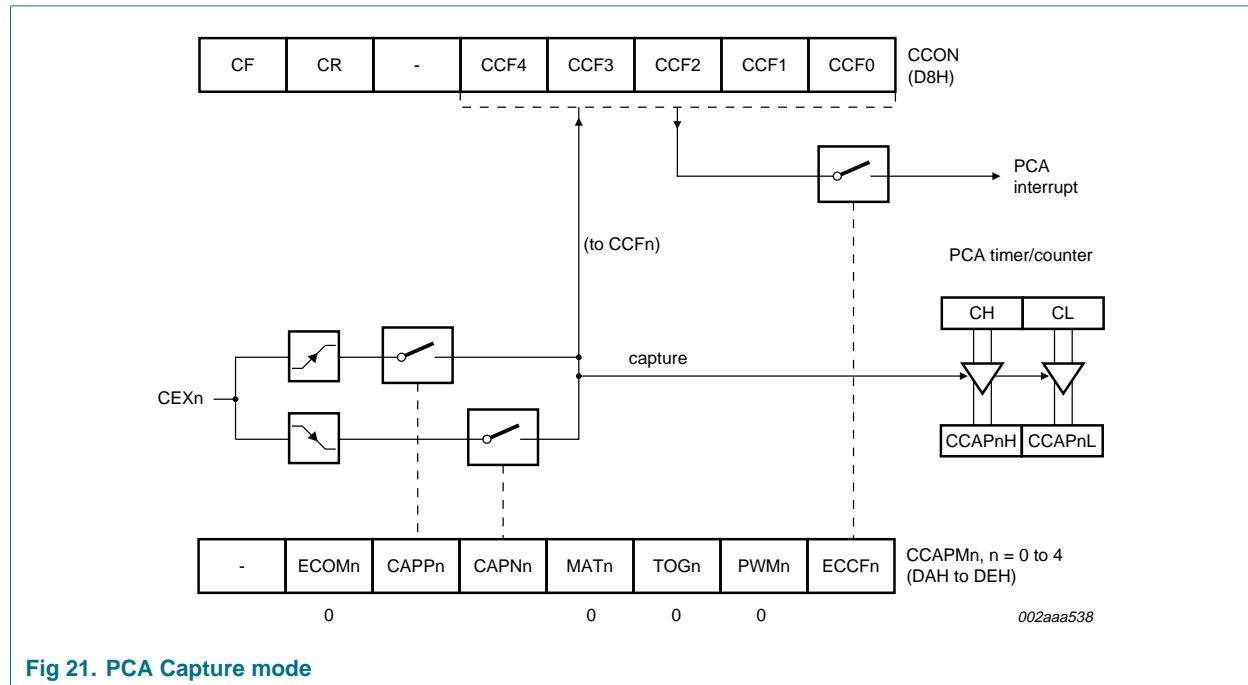 CF CR - CCF4 CCF3 CCF2 CCF1 CCF0
CCON
(D8H)
PCA
interrupt
(to CCFn)
PCA timer/counter
CH CL
capture
CEXn
CCAPnH CCAPnL
- ECOMn CAPPn CAPNn MATn TOGn PWMn ECCFn
CCAPMn, n = 0 to 4
(DAH to DEH)
0 0 0 0
002aaa538
Fig 21. PCA Capture mode